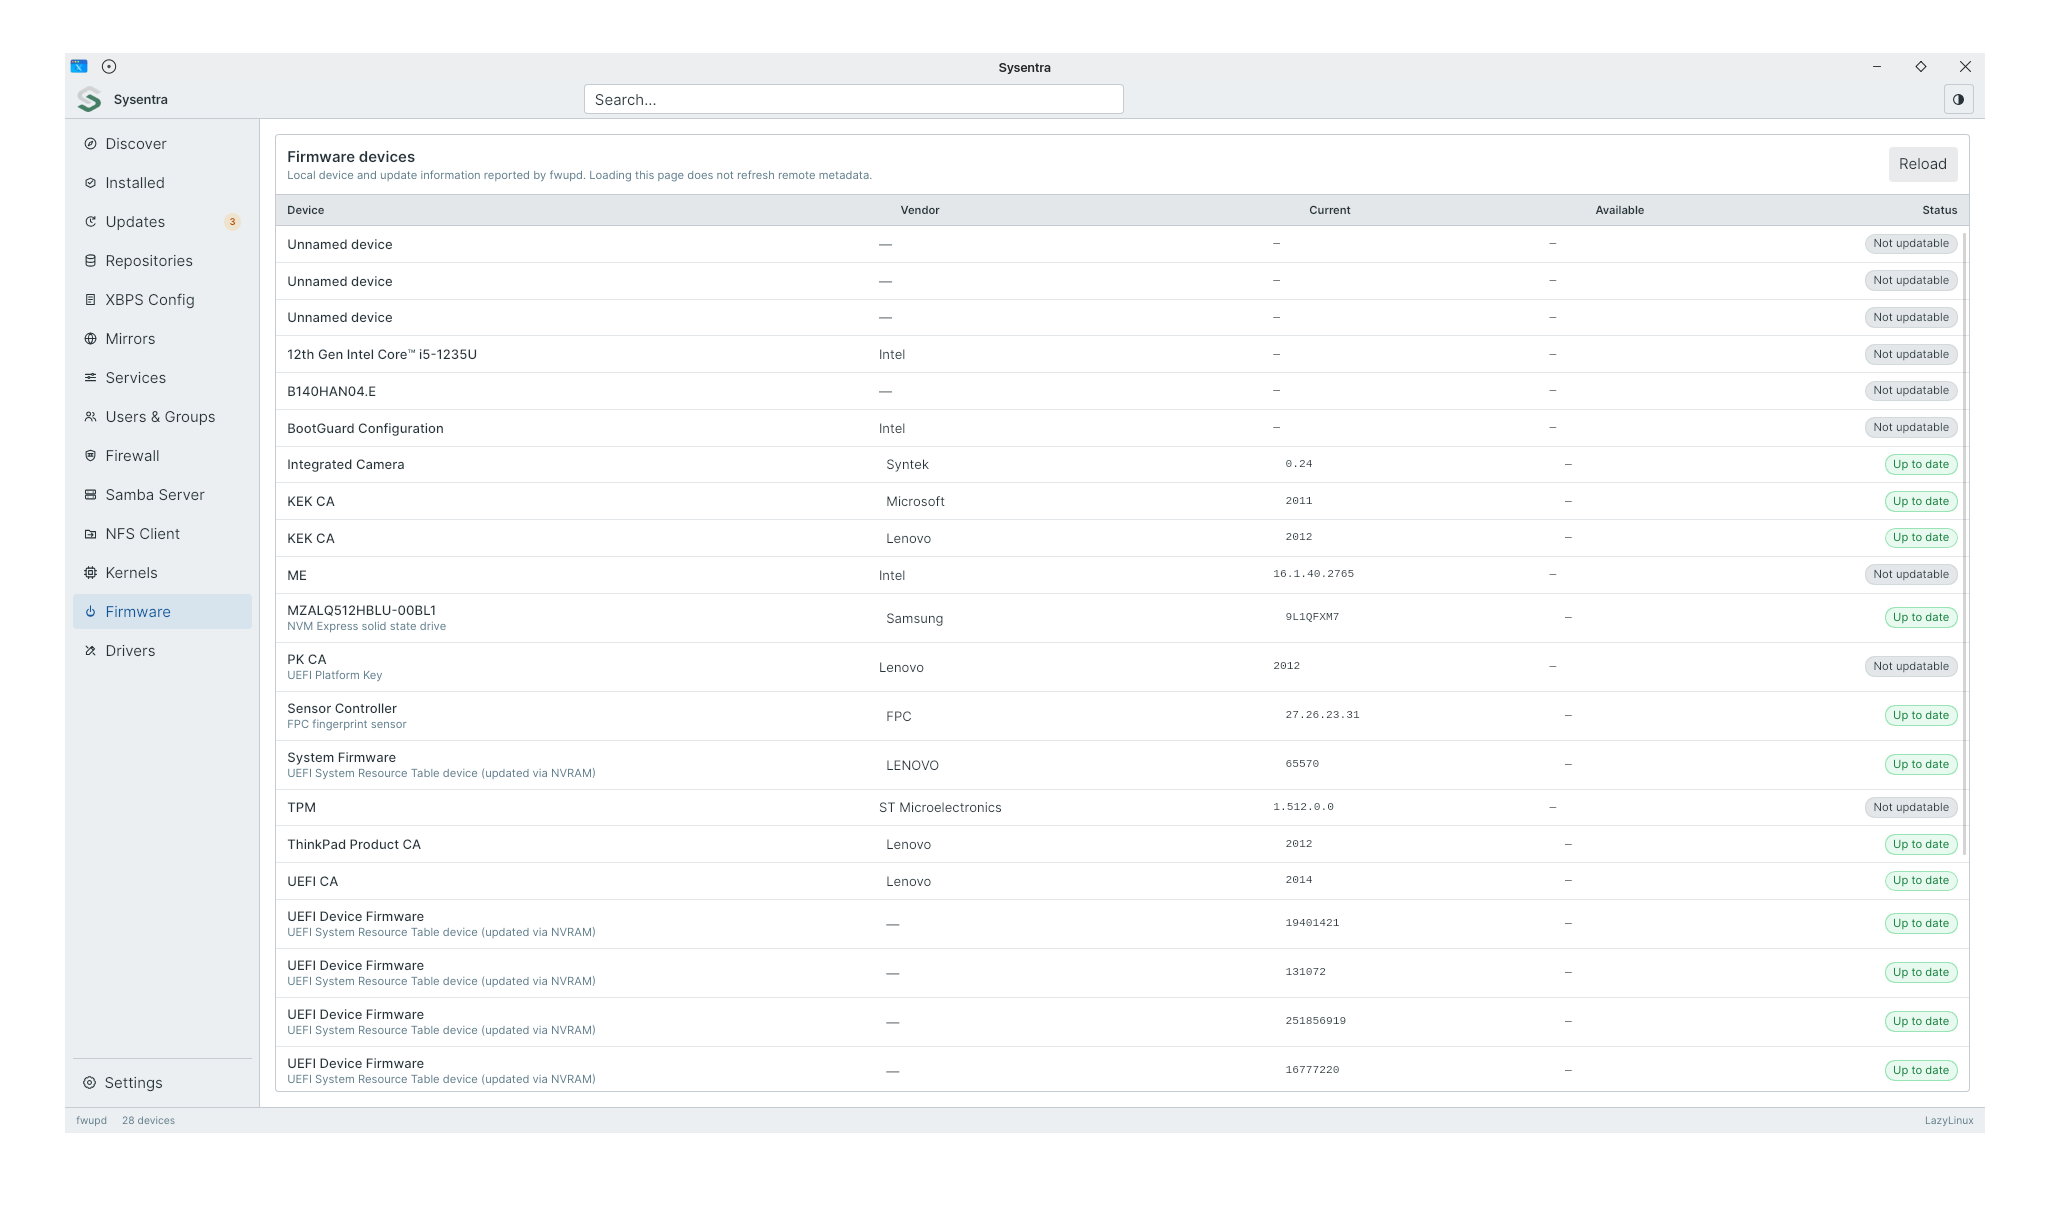 Sysentra
Sysentra
Search...
Discover
Installed
Updates 3
Repositories
XBPS Config
Mirrors
Services
Users & Groups
Firewall
Samba Server
NFS Client
Kernels
Firmware
Drivers
Settings
Firmware devices
Local device and update information reported by fwupd. Loading this page does not refresh remote metadata.
Reload
Device Vendor Current Available Status
Unnamed device — — — Not updatable
Unnamed device — — — Not updatable
Unnamed device — — — Not updatable
12th Gen Intel Core™ i5-1235U Intel — — Not updatable
B140HAN04.E — — — Not updatable
BootGuard Configuration Intel — — Not updatable
Integrated Camera Syntek 0.24 — Up to date
KEK CA Microsoft 2011 — Up to date
KEK CA Lenovo 2012 — Up to date
ME Intel 16.1.40.2765 — Not updatable
MZALQ512HBLU-00BL1 Samsung 9L1QFXM7 — Up to date
NVM Express solid state drive
PK CA Lenovo 2012 — Not updatable
UEFI Platform Key
Sensor Controller FPC 27.26.23.31 — Up to date
FPC fingerprint sensor
System Firmware LENOVO 65570 — Up to date
UEFI System Resource Table device (updated via NVRAM)
TPM ST Microelectronics 1.512.0.0 — Not updatable
ThinkPad Product CA Lenovo 2012 — Up to date
UEFI CA Lenovo 2014 — Up to date
UEFI Device Firmware — 19401421 — Up to date
UEFI System Resource Table device (updated via NVRAM)
UEFI Device Firmware — 131072 — Up to date
UEFI System Resource Table device (updated via NVRAM)
UEFI Device Firmware — 251856919 — Up to date
UEFI System Resource Table device (updated via NVRAM)
UEFI Device Firmware — 16777220 — Up to date
UEFI System Resource Table device (updated via NVRAM)
fwupd 28 devices LazyLinux